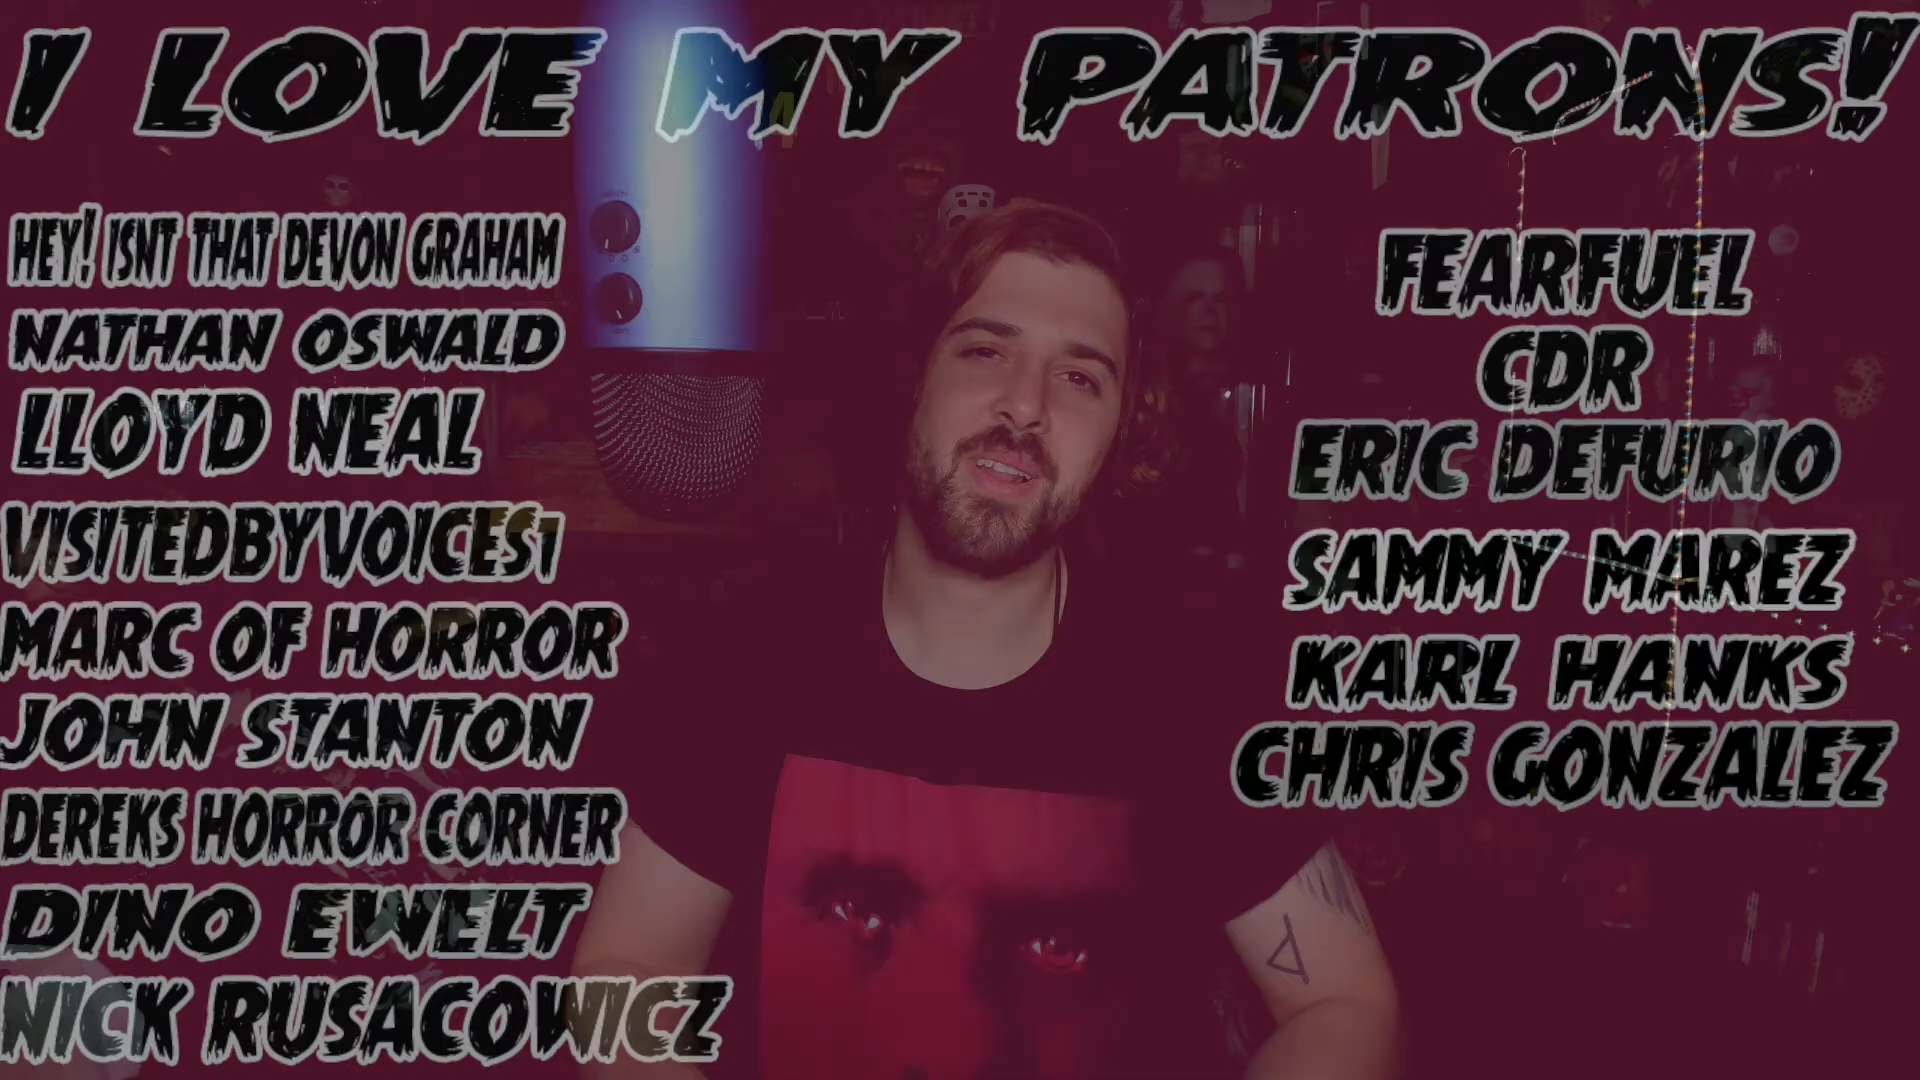 I LOVE MY PATRONS!
HEY! ISNT THAT DEVON GRAHAM
NATHAN OSWALD
LLOYD NEAL
VISITEDBYVOICES1
MARC OF HORROR
JOHN STANTON
DEREKS HORROR CORNER
DINO EWELT
NICK RUSACOWICZ
FEARFUEL
CDR
ERIC DEFURIO
SAMMY MAREZ
KARL HANKS
CHRIS GONZALEZ